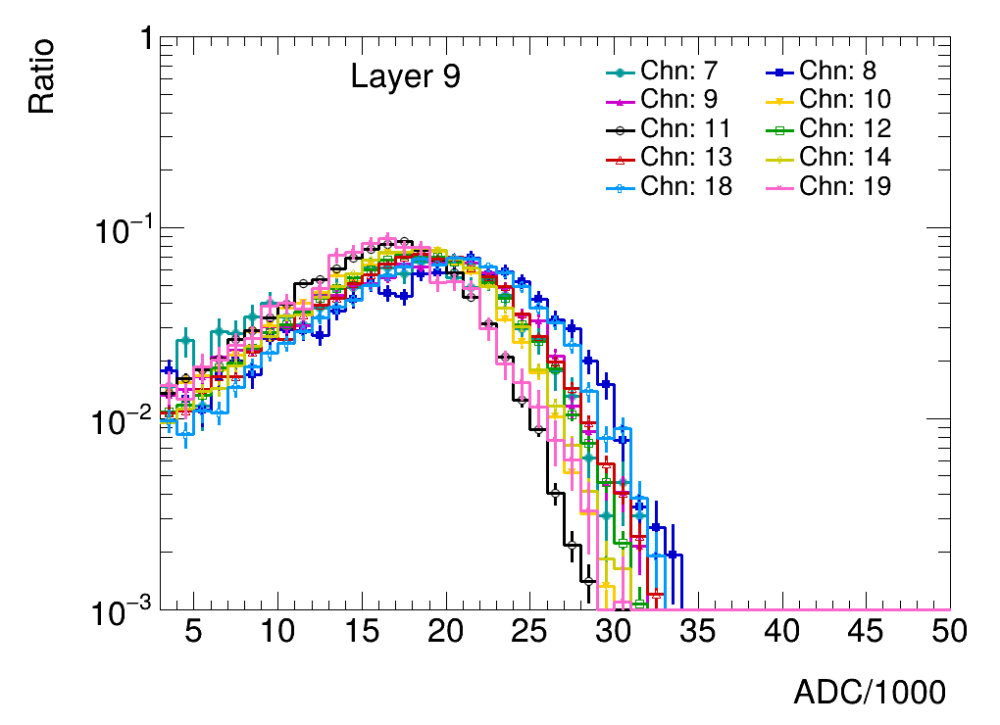 Ratio
Layer 9
Chn: 7 Chn: 8
Chn: 9 Chn: 10
Chn: 11 Chn: 12
Chn: 13 Chn: 14
Chn: 18 Chn: 19
1
10−1
10−2
10−3
5 10 15 20 25 30 35 40 45 50
ADC/1000